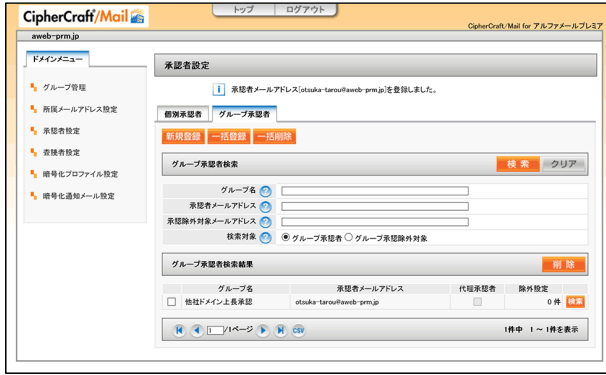 CipherCraft/Mail
トップ ログアウト
CipherCraft/Mail for アルファメールプレミア
aweb-prm.jp
ドメインメニュー
グループ管理
所属メールアドレス設定
承認者設定
査閲者設定
暗号化プロファイル設定
暗号化通知メール設定
承認者設定
承認者メールアドレス[otsuka-tarou@aweb-prm.jp]を登録しました。
個別承認者 グループ承認者
新規登録 一括登録 一括削除
グループ承認者検索 検索 クリア
グループ名
承認者メールアドレス
承認除外対象メールアドレス
検索対象 グループ承認者 グループ承認除外対象
グループ承認者検索結果 削除
グループ名 承認者メールアドレス 代理承認者 除外設定
他社ドメイン上長承認 otsuka-tarou@aweb-prm.jp 0 件 検索
1 /1ページ CSV 1件中 1 ～ 1件を表示